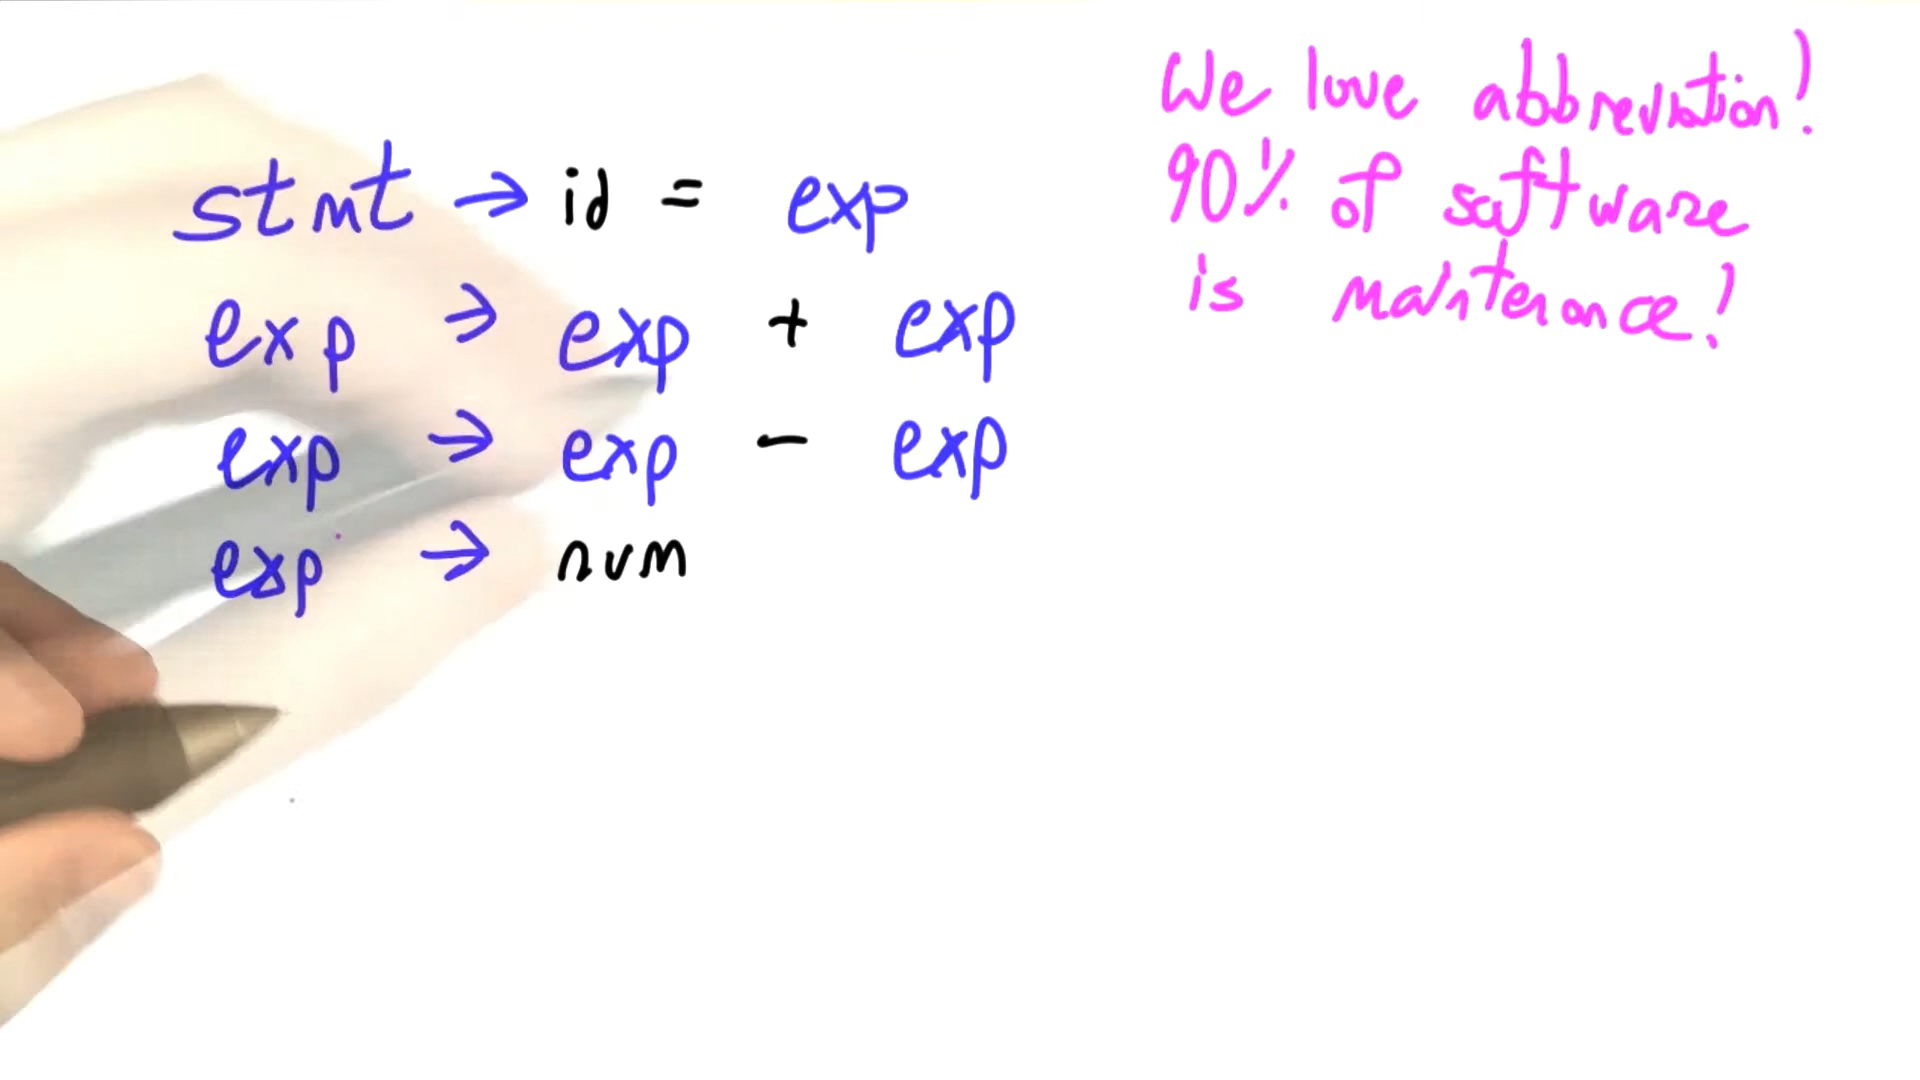 stmt → id = exp
exp → exp + exp
exp → exp - exp
exp → num
We love abbreviation!
90% of software
is maintenance!